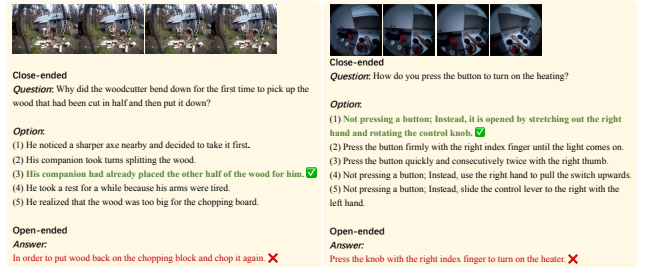 Close-ended
Question: Why did the woodcutter bend down for the first time to pick up the
wood that had been cut in half and then put it down?
Option:
(1) He noticed a sharper axe nearby and decided to take it first.
(2) His companion took turns splitting the wood.
(3) His companion had already placed the other half of the wood for him. ✅
(4) He took a rest for a while because his arms were tired.
(5) He realized that the wood was too big for the chopping board.
Open-ended
Answer:
In order to put wood back on the chopping block and chop it again. ❌
Close-ended
Question: How do you press the button to turn on the heating?
Option:
(1) Not pressing a button; Instead, it is opened by stretching out the right
hand and rotating the control knob. ✅
(2) Press the button firmly with the right index finger until the light comes on.
(3) Press the button quickly and consecutively twice with the right thumb.
(4) Not pressing a button; Instead, use the right hand to pull the switch upwards.
(5) Not pressing a button; Instead, slide the control lever to the right with the
left hand.
Open-ended
Answer:
Press the knob with the right index finger to turn on the heater. ❌